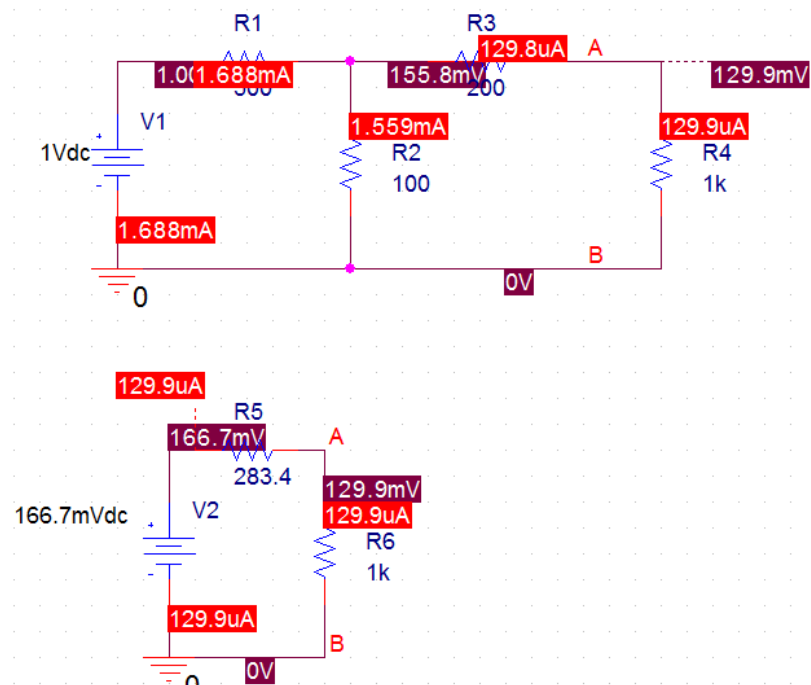 R1 R3
129.8uA A
1.688mA 155.8mV 129.9mV
200
V1 1.559mA 129.9uA
1Vdc R2 R4
100 1k
1.688mA
B
0 0V
129.9uA
R5
166.7mV A
283.4
129.9mV
166.7mVdc V2 129.9uA
R6
1k
129.9uA
B
0V
0